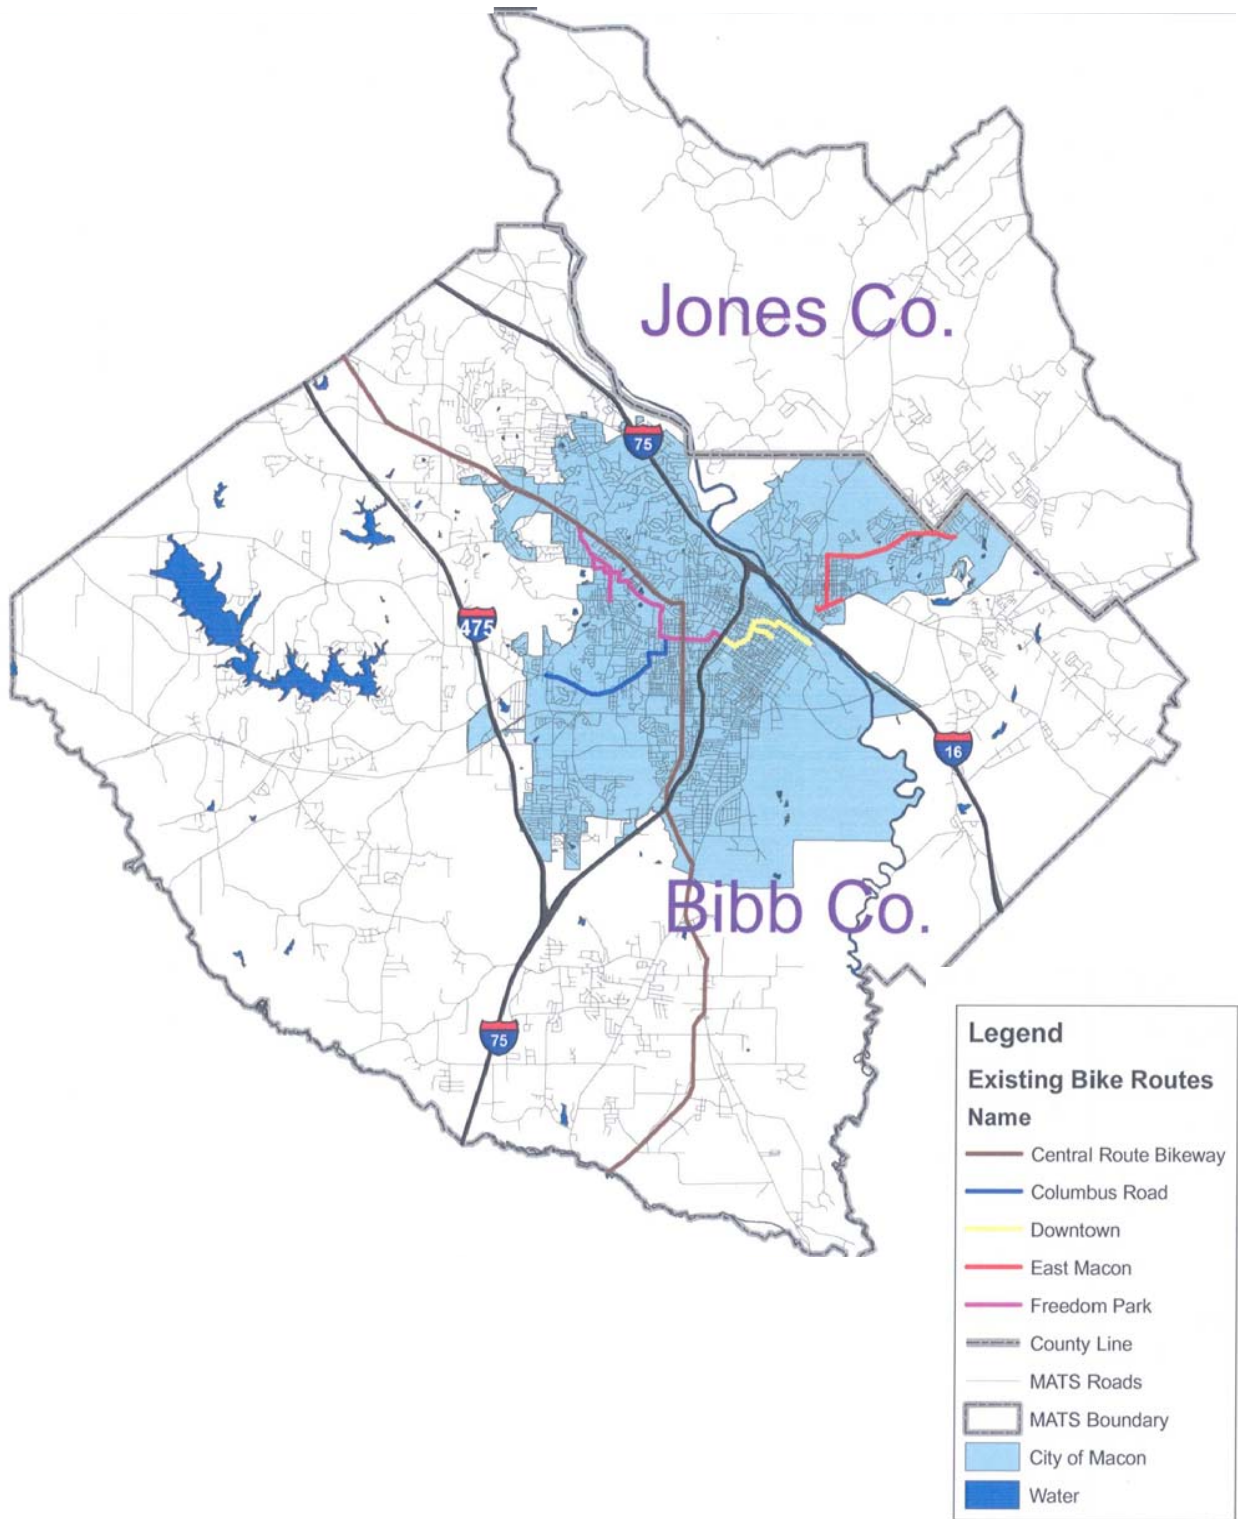 Jones Co.
75
475
16
Bibb Co.
75
Legend
Existing Bike Routes
Name
Central Route Bikeway
Columbus Road
Downtown
East Macon
Freedom Park
County Line
MATS Roads
MATS Boundary
City of Macon
Water